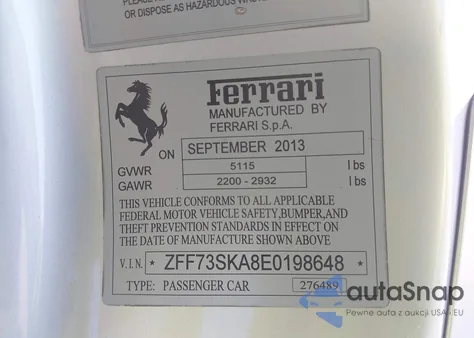 OR DISPOSE AS HAZARDOUS
Ferrari
MANUFACTURED BY
FERRARI S.p.A.
ON SEPTEMBER 2013
GVWR 5115 lbs
GAWR 2200 - 2932 lbs
THIS VEHICLE CONFORMS TO ALL APPLICABLE
FEDERAL MOTOR VEHICLE SAFETY,BUMPER,AND
THEFT PREVENTION STANDARDS IN EFFECT ON
THE DATE OF MANUFACTURE SHOWN ABOVE
V.I.N. * ZFF73SKA8E0198648 *
TYPE: PASSENGER CAR 276489
autaSnap
Pewne auta z aukcji USA i EU